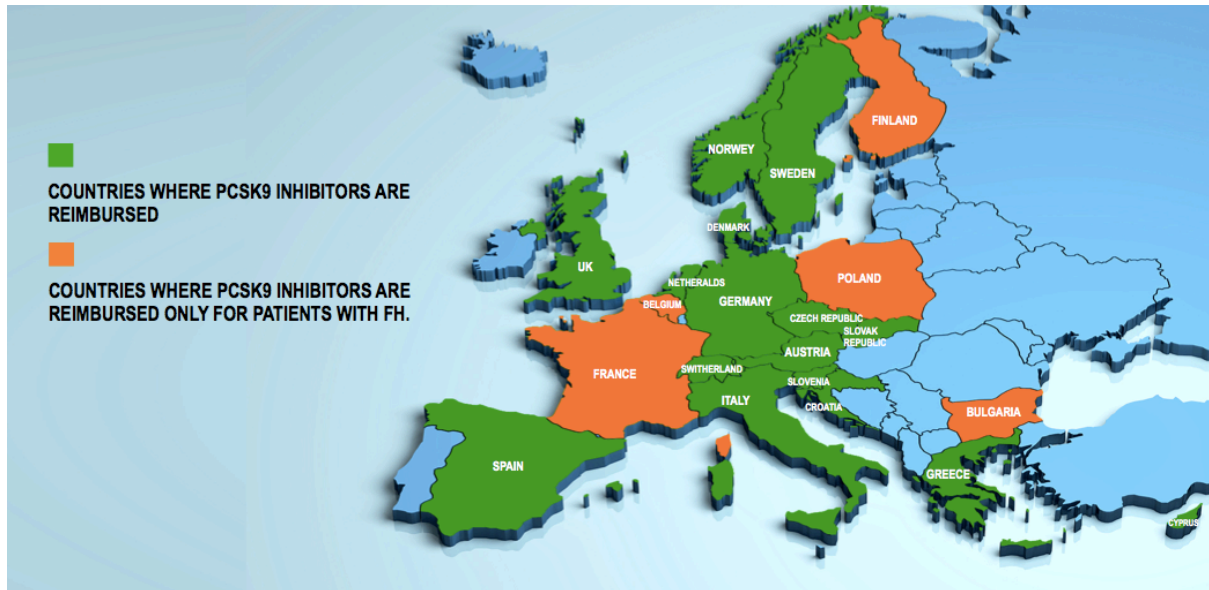 COUNTRIES WHERE PCSK9 INHIBITORS ARE
REIMBURSED
COUNTRIES WHERE PCSK9 INHIBITORS ARE
REIMBURSED ONLY FOR PATIENTS WITH FH.
FINLAND
NORWEY
SWEDEN
DENMARK
UK
NETHERALDS
POLAND
GERMANY
BELGIUM
CZECH REPUBLIC
SLOVAK
REPUBLIC
AUSTRIA
FRANCE
SWITHERLAND
SLOVENIA
ITALY
CROATIA
BULGARIA
SPAIN
GREECE
CYPRUS